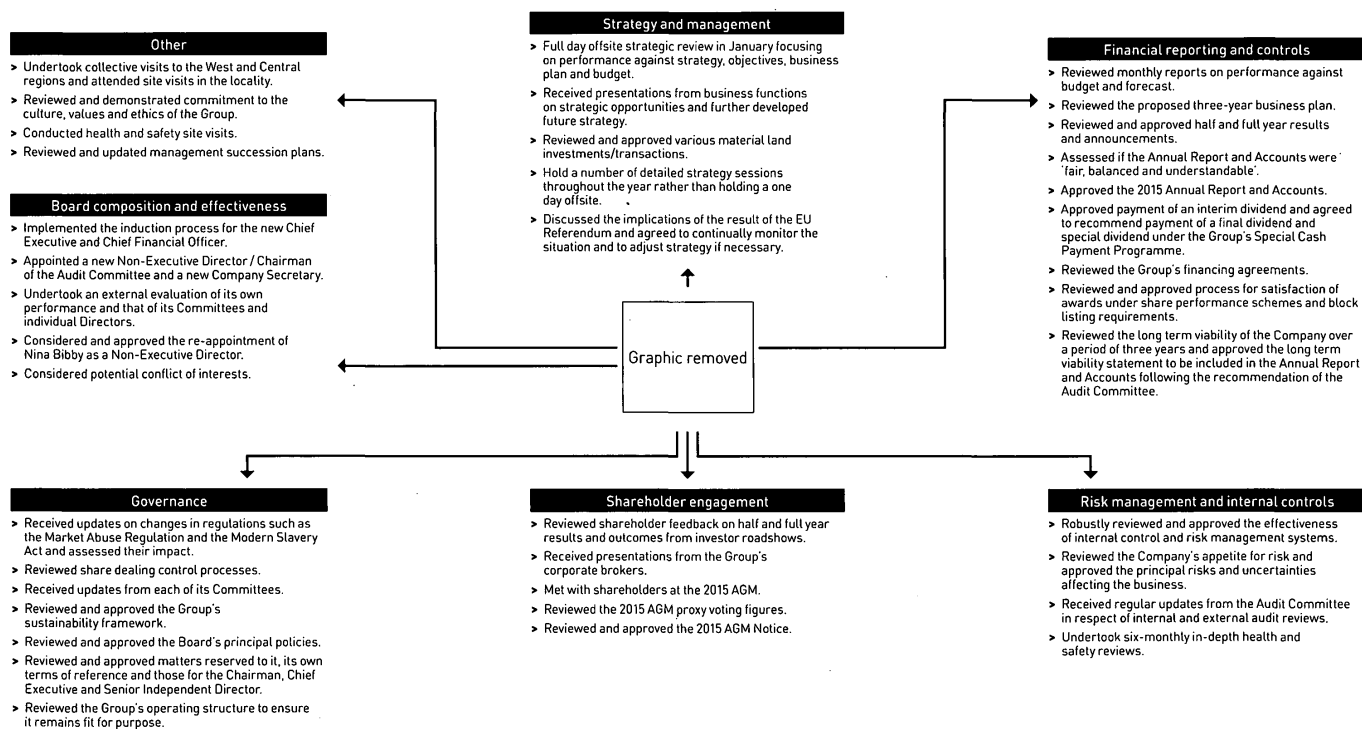 Other
> Undertook collective visits to the West and Central
regions and attended site visits in the locality.
> Reviewed and demonstrated commitment to the
culture, values and ethics of the Group.
> Conducted health and safety site visits.
> Reviewed and updated management succession plans.
Board composition and effectiveness
> Implemented the induction process for the new Chief
Executive and Chief Financial Officer.
> Appointed a new Non-Executive Director / Chairman
of the Audit Committee and a new Company Secretary.
> Undertook an external evaluation of its own
performance and that of its Committees and
individual Directors.
> Considered and approved the re-appointment of
Nina Bibby as a Non-Executive Director.
> Considered potential conflict of interests.
Strategy and management
> Full day offsite strategic review in January focusing
on performance against strategy, objectives, business
plan and budget.
> Received presentations from business functions
on strategic opportunities and further developed
future strategy.
> Reviewed and approved various material land
investments/transactions.
> Hold a number of detailed strategy sessions
throughout the year rather than holding a one
day offsite.
> Discussed the implications of the result of the EU
Referendum and agreed to continually monitor the
situation and to adjust strategy if necessary.
Financial reporting and controls
> Reviewed monthly reports on performance against
budget and forecast.
> Reviewed the proposed three-year business plan.
> Reviewed and approved half and full year results
and announcements.
> Assessed if the Annual Report and Accounts were
'fair, balanced and understandable'.
> Approved the 2015 Annual Report and Accounts.
> Approved payment of an interim dividend and agreed
to recommend payment of a final dividend and
special dividend under the Group's Special Cash
Payment Programme.
> Reviewed the Group's financing agreements.
> Reviewed and approved process for satisfaction of
awards under share performance schemes and block
listing requirements.
> Reviewed the long term viability of the Company over
a period of three years and approved the long term
viability statement to be included in the Annual Report
and Accounts following the recommendation of the
Audit Committee.
Graphic removed
Governance
> Received updates on changes in regulations such as
the Market Abuse Regulation and the Modern Slavery
Act and assessed their impact.
> Reviewed share dealing control processes.
> Received updates from each of its Committees.
> Reviewed and approved the Group's
sustainability framework.
> Reviewed and approved the Board's principal policies.
> Reviewed and approved matters reserved to it, its own
terms of reference and those for the Chairman, Chief
Executive and Senior Independent Director.
> Reviewed the Group's operating structure to ensure
it remains fit for purpose.
Shareholder engagement
> Reviewed shareholder feedback on half and full year
results and outcomes from investor roadshows.
> Received presentations from the Group's
corporate brokers.
> Met with shareholders at the 2015 AGM.
> Reviewed the 2015 AGM proxy voting figures.
> Reviewed and approved the 2015 AGM Notice.
Risk management and internal controls
> Robustly reviewed and approved the effectiveness
of internal control and risk management systems.
> Reviewed the Company's appetite for risk and
approved the principal risks and uncertainties
affecting the business.
> Received regular updates from the Audit Committee
in respect of internal and external audit reviews.
> Undertook six-monthly in-depth health and
safety reviews.